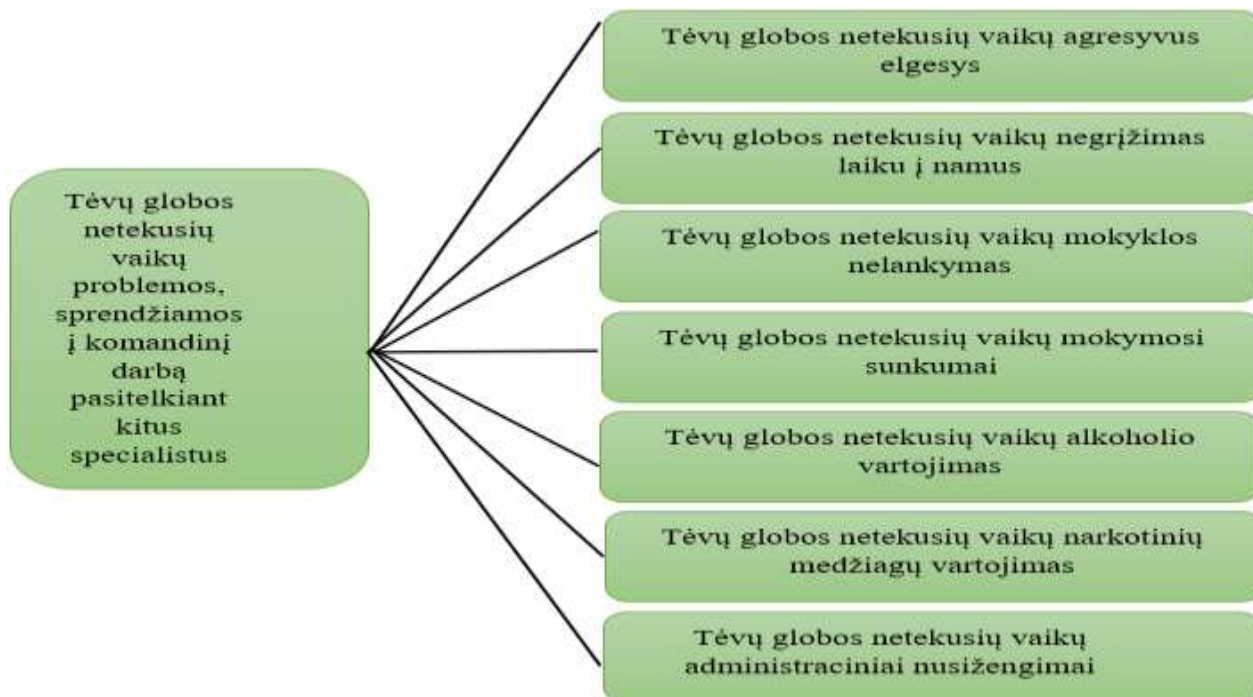 Tėvų globos
netekusių
vaikų
problemos,
sprendžiamos
į komandinį
darbą
pasitelkiant
kitus
specialistus
Tėvų globos netekusių vaikų agresyvus
elgesys
Tėvų globos netekusių vaikų negrįžimas
laiku į namus
Tėvų globos netekusių vaikų mokyklos
nelankymas
Tėvų globos netekusių vaikų mokymosi
sunkumai
Tėvų globos netekusių vaikų alkoholio
vartojimas
Tėvų globos netekusių vaikų narkotinių
medžiagų vartojimas
Tėvų globos netekusių vaikų
administraciniai nusižengimai